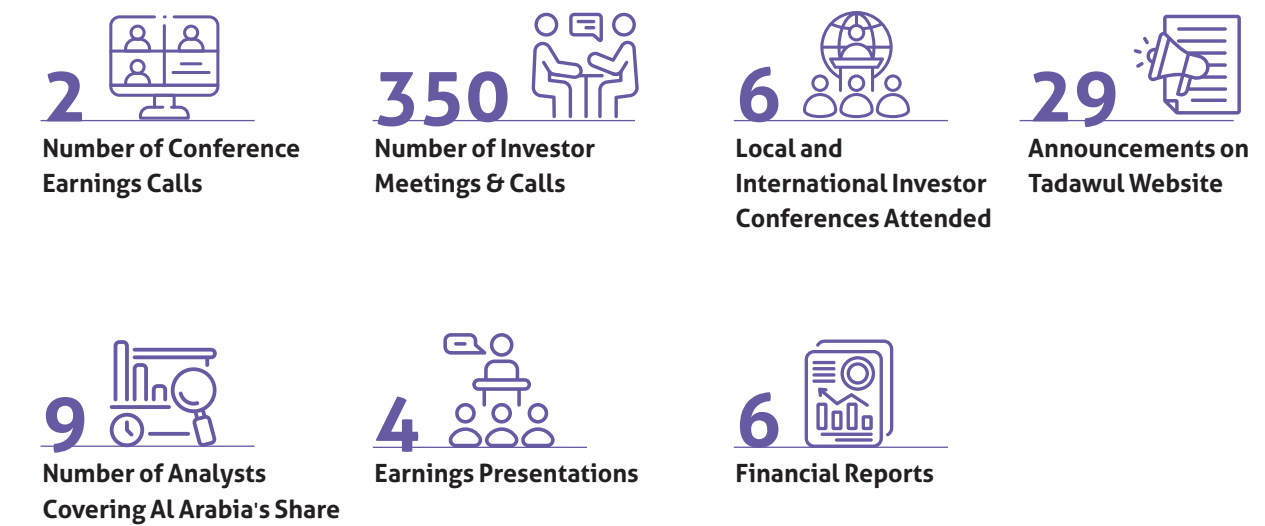 2
Number of Conference
Earnings Calls
350
Number of Investor
Meetings & Calls
6
Local and
International Investor
Conferences Attended
29
Announcements on
Tadawul Website
9
Number of Analysts
Covering Al Arabia's Share
4
Earnings Presentations
6
Financial Reports